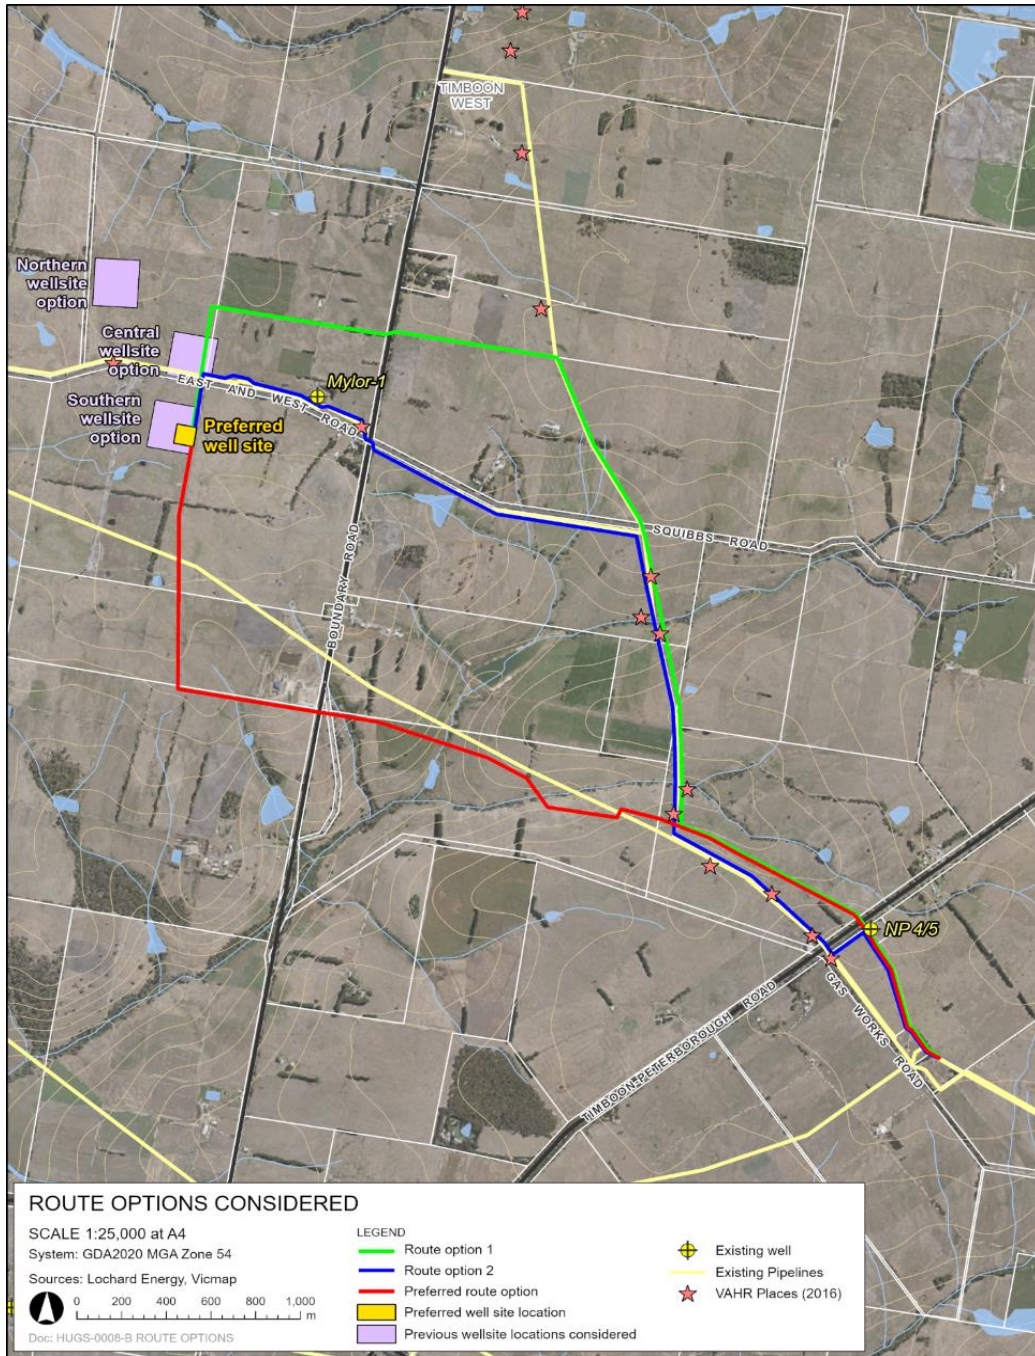 TIMBOON
WEST
Northern
wellsite
option
Central
wellsite
option
EAST AND WEST ROAD
Mylor-1
Southern
wellsite
option
Preferred
well site
SQUIBBS ROAD
BOUNDARY ROAD
NP 4/5
TIMBOON-PETERBOROUGH ROAD
GAS WORKS ROAD
ROUTE OPTIONS CONSIDERED
SCALE 1:25,000 at A4
System: GDA2020 MGA Zone 54
Sources: Lochard Energy, Vicmap
0 200 400 600 800 1,000
m
Doc: HUGS-0008-B ROUTE OPTIONS
LEGEND
Route option 1
Route option 2
Preferred route option
Preferred well site location
Previous wellsite locations considered
Existing well
Existing Pipelines
VAHR Places (2016)